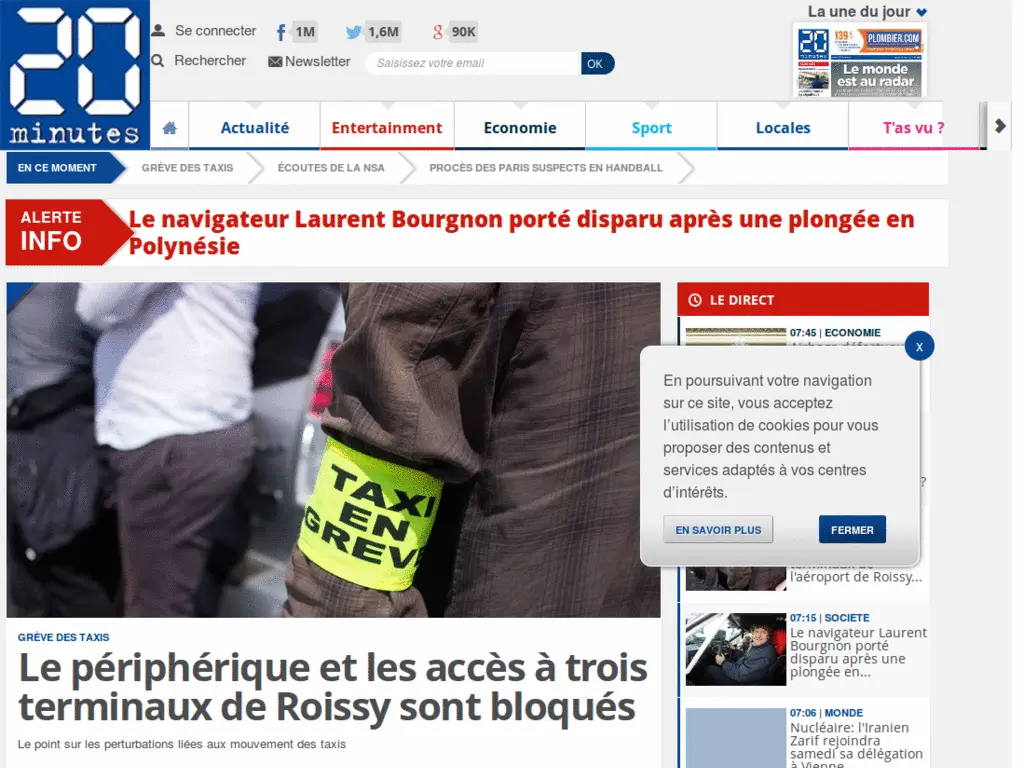 20
minutes
Se connecter
1M
1,6M
90K
Rechercher
Newsletter
Saisissez votre email
OK
La une du jour
20
minutes
139€
PLOMBIER.COM
Le monde
est au radar
Actualité
Entertainment
Economie
Sport
Locales
T'as vu ?
EN CE MOMENT
GRÈVE DES TAXIS
ÉCOUTES DE LA NSA
PROCÈS DES PARIS SUSPECTS EN HANDBALL
ALERTE
INFO
Le navigateur Laurent Bourgnon porté disparu après une plongée en
Polynésie
TAXI
EN
GREVE
GRÈVE DES TAXIS
Le périphérique et les accès à trois
terminaux de Roissy sont bloqués
Le point sur les perturbations liées aux mouvement des taxis
LE DIRECT
07:45 | ECONOMIE
X
En poursuivant votre navigation
sur ce site, vous acceptez
l'utilisation de cookies pour vous
proposer des contenus et
services adaptés à vos centres
d'intérêts.
EN SAVOIR PLUS
FERMER
?
terminaux de
l'aéroport de Roissy...
07:15 | SOCIETE
Le navigateur Laurent
Bourgnon porté
disparu après une
plongée en...
07:06 | MONDE
Nucléaire: l'Iranien
Zarif rejoindra
samedi sa délégation
à Vienne